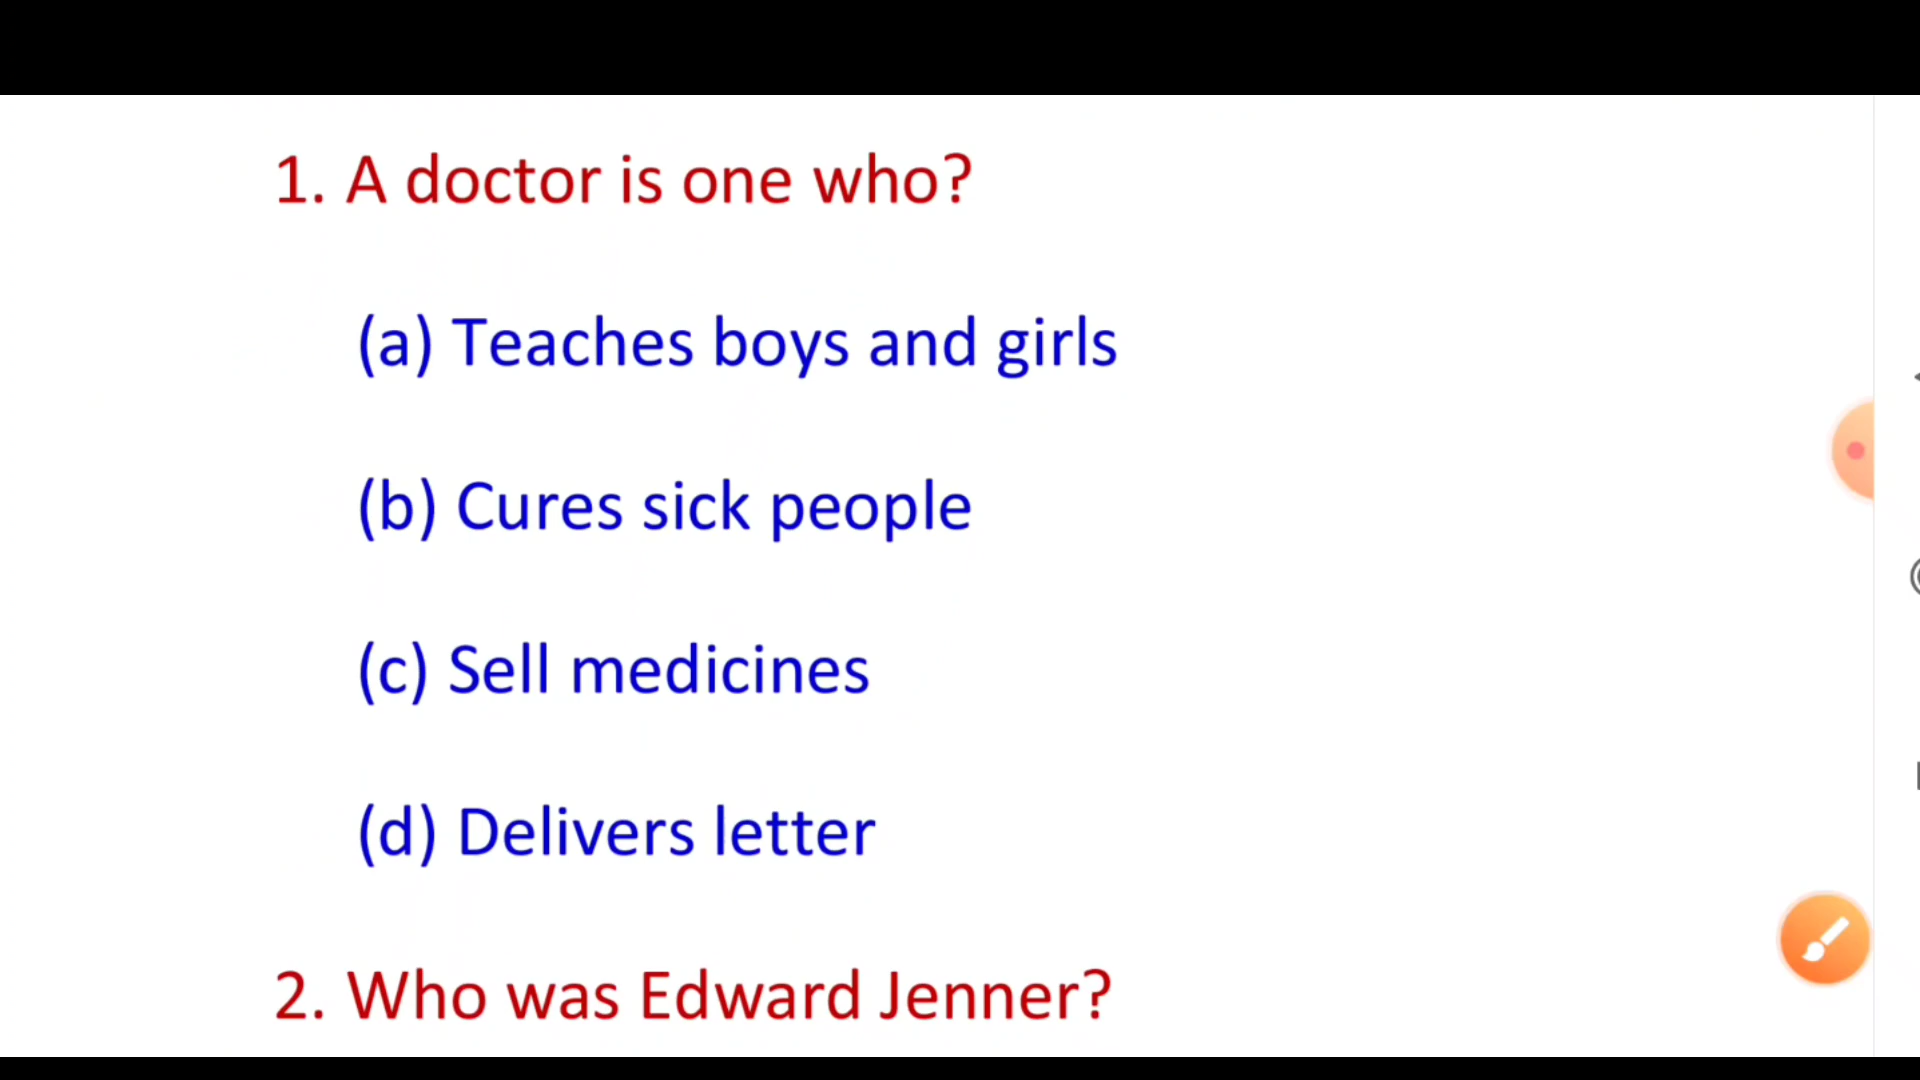 1. A doctor is one who?
(a) Teaches boys and girls
(b) Cures sick people
(c) Sell medicines
(d) Delivers letter
2. Who was Edward Jenner?